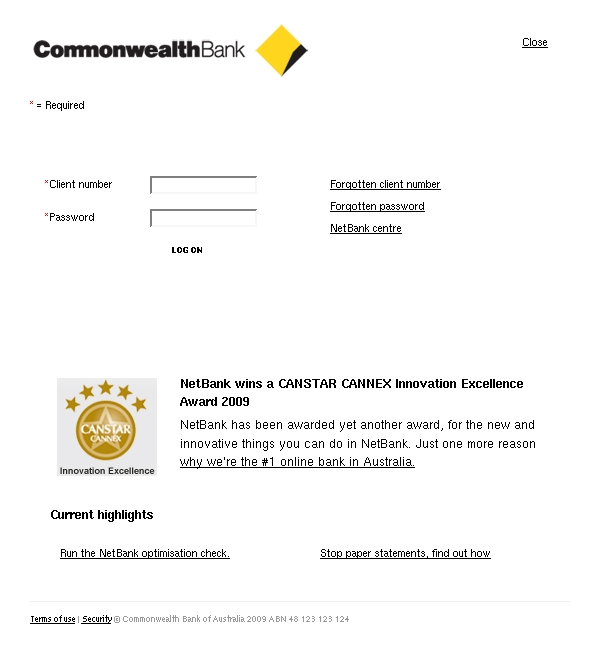 CommonwealthBank
Close
* = Required
*Client number
Forgotten client number
Forgotten password
*Password
NetBank centre
LOG ON
NetBank wins a CANSTAR CANNEX Innovation Excellence
Award 2009
NetBank has been awarded yet another award, for the new and
innovative things you can do in NetBank. Just one more reason
why we're the #1 online bank in Australia.
CANSTAR
CANNEX
Innovation Excellence
Current highlights
Run the NetBank optimisation check.
Stop paper statements, find out how
Terms of use | Security © Commonwealth Bank of Australia 2009 ABN 48 123 123 124